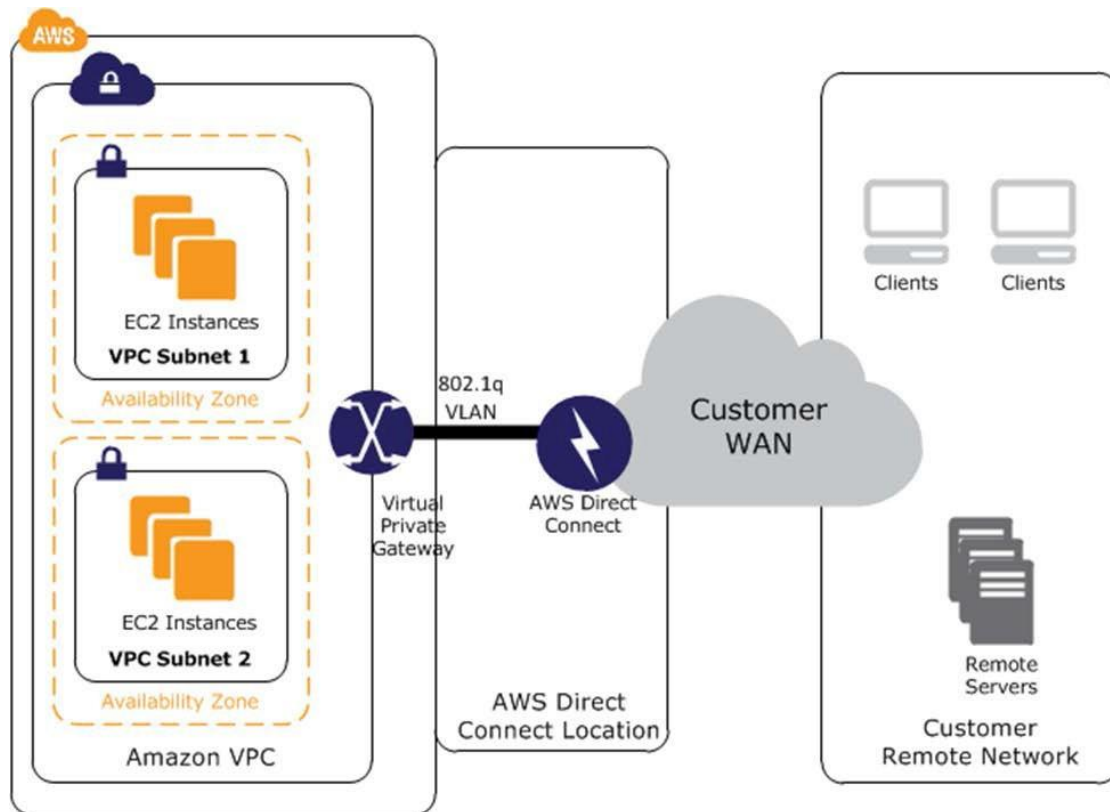 AWS
EC2 Instances
VPC Subnet 1
Availability Zone
EC2 Instances
VPC Subnet 2
Availability Zone
Amazon VPC
802.1q
VLAN
Virtual
Private
Gateway
AWS Direct
Connect
AWS Direct
Connect Location
Customer
WAN
Clients
Clients
Remote
Servers
Customer
Remote Network